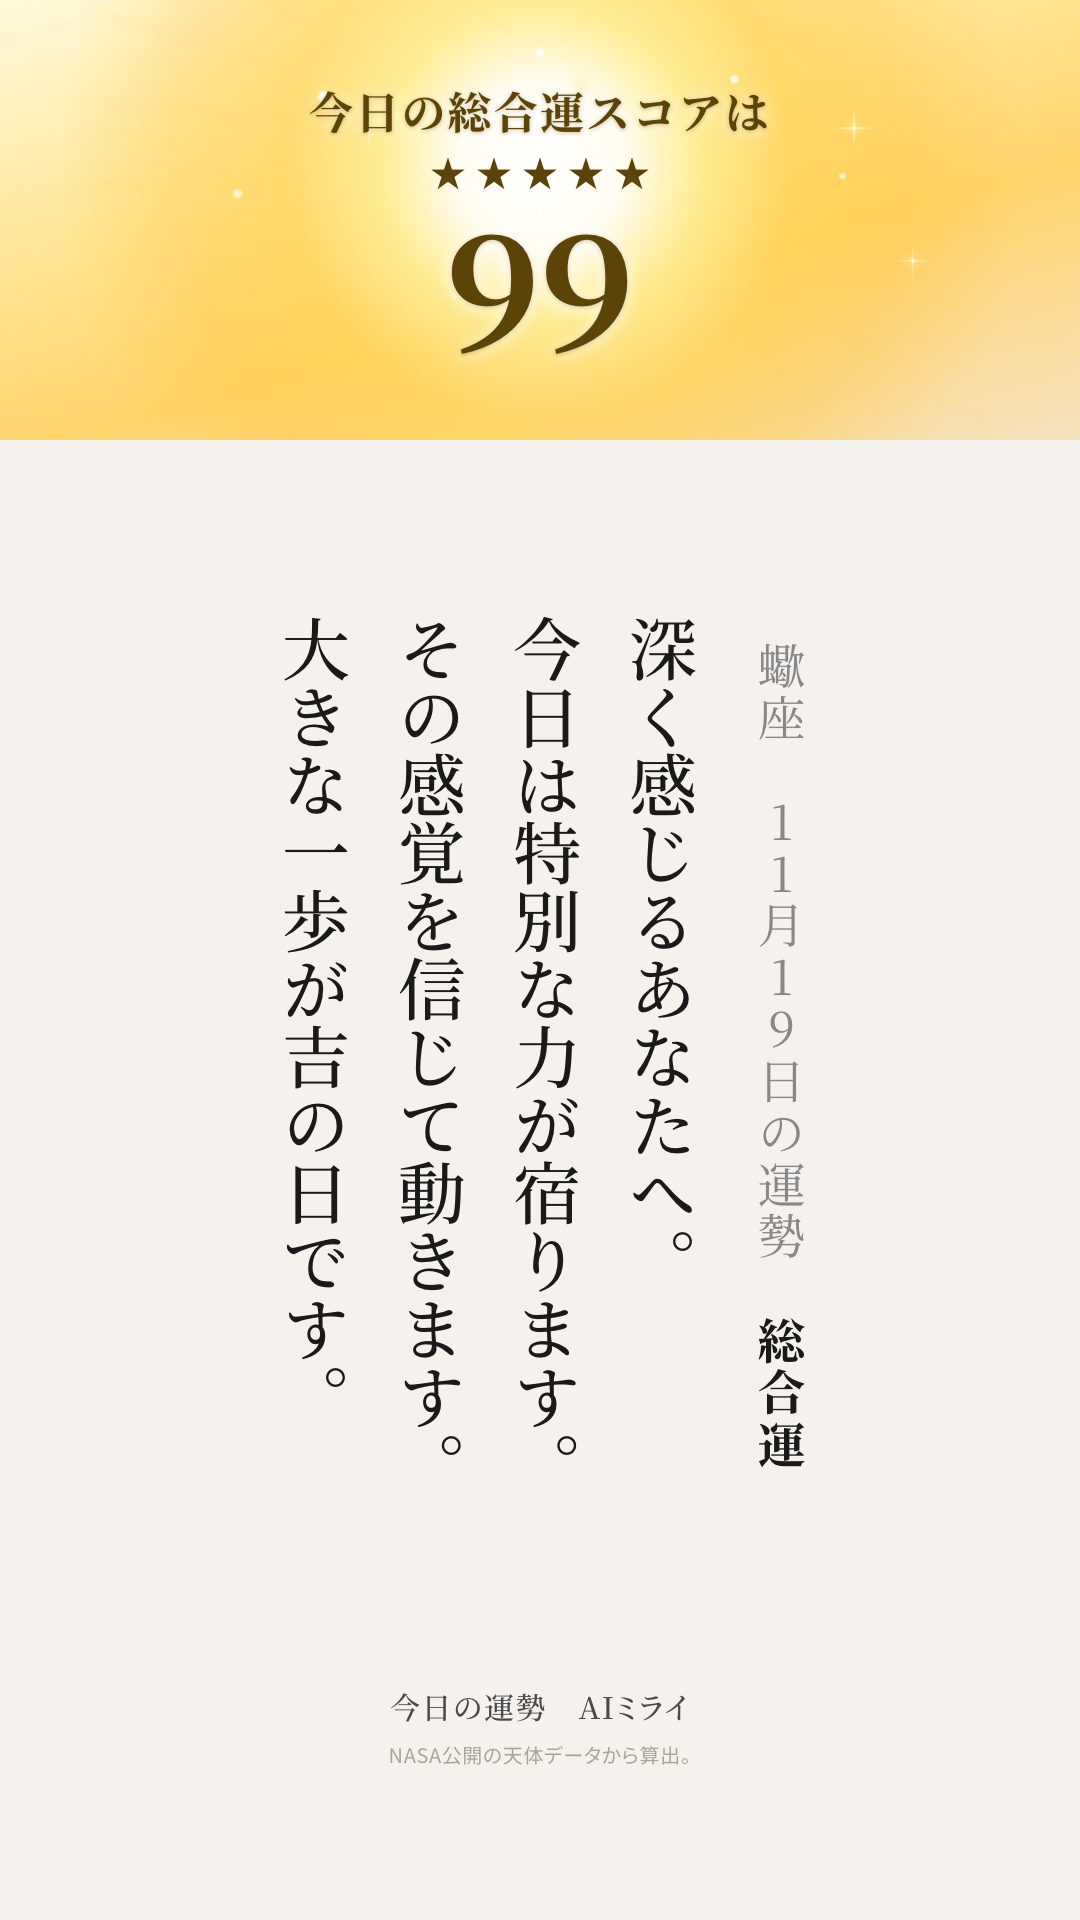 今日の総合運スコアは
★★★★★
99
蠍座　11月19日の運勢　総合運
深く感じるあなたへ。
今日は特別な力が宿ります。
その感覚を信じて動きます。
大きな一歩が吉の日です。
今日の運勢　AIミライ
NASA公開の天体データから算出。